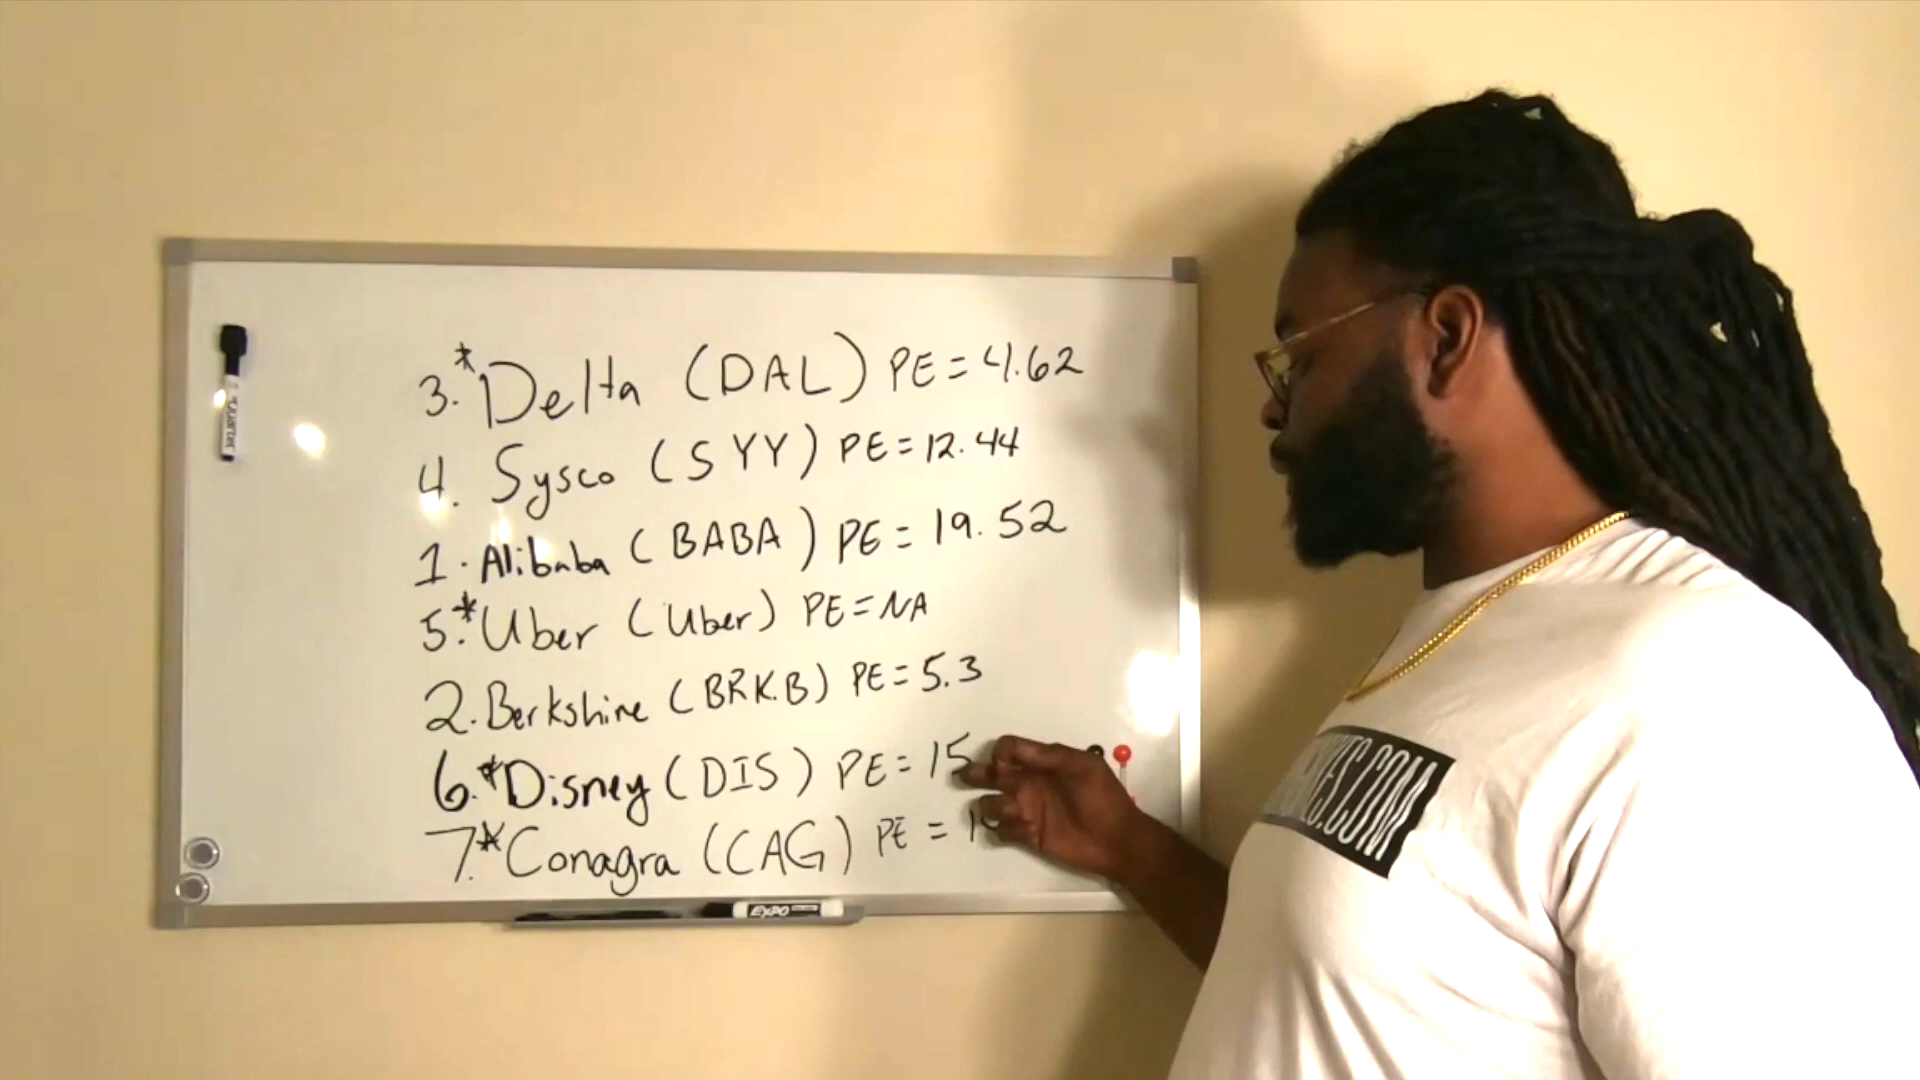 3.*Delta (DAL) PE=4.62
4. Sysco (SYY) PE=12.44
1. Alibaba (BABA) PE = 19.52
5.*Uber (Uber) PE=NA
2. Berkshire (BRK.B) PE=5.3
6.*Disney (DIS) PE=15
7.*Conagra (CAG) PE =
EXPO
.COM